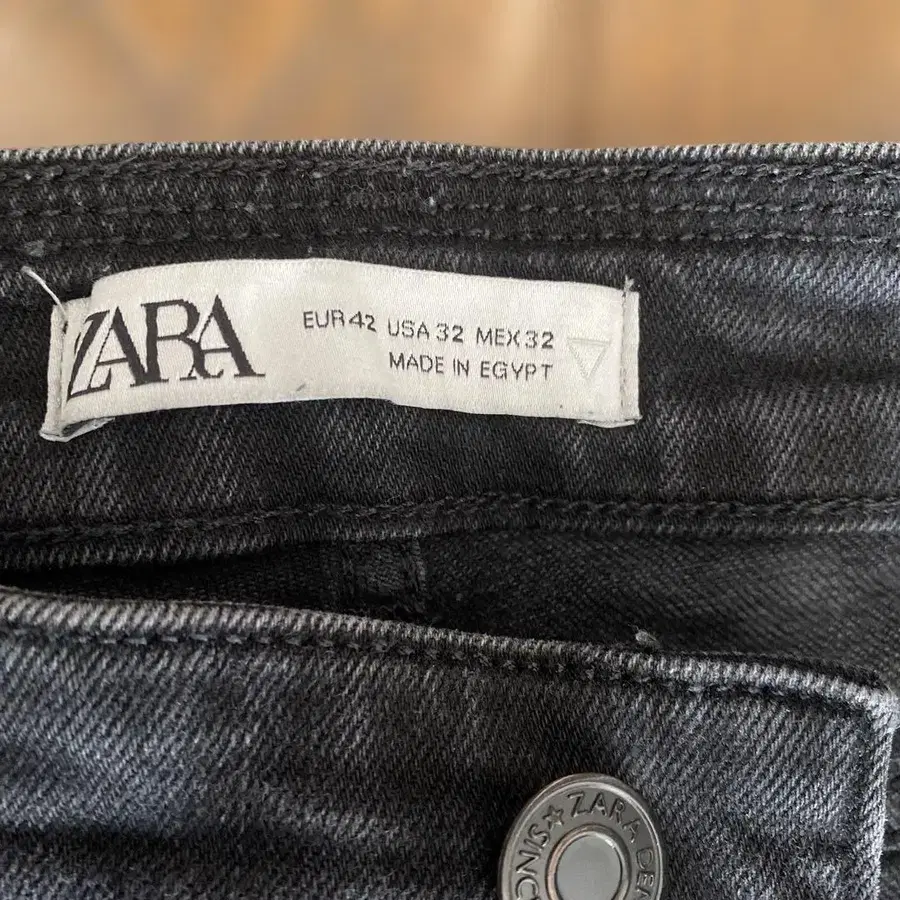 ZARA
EUR 42 USA 32 MEX 32
MADE IN EGYPT
ZARA